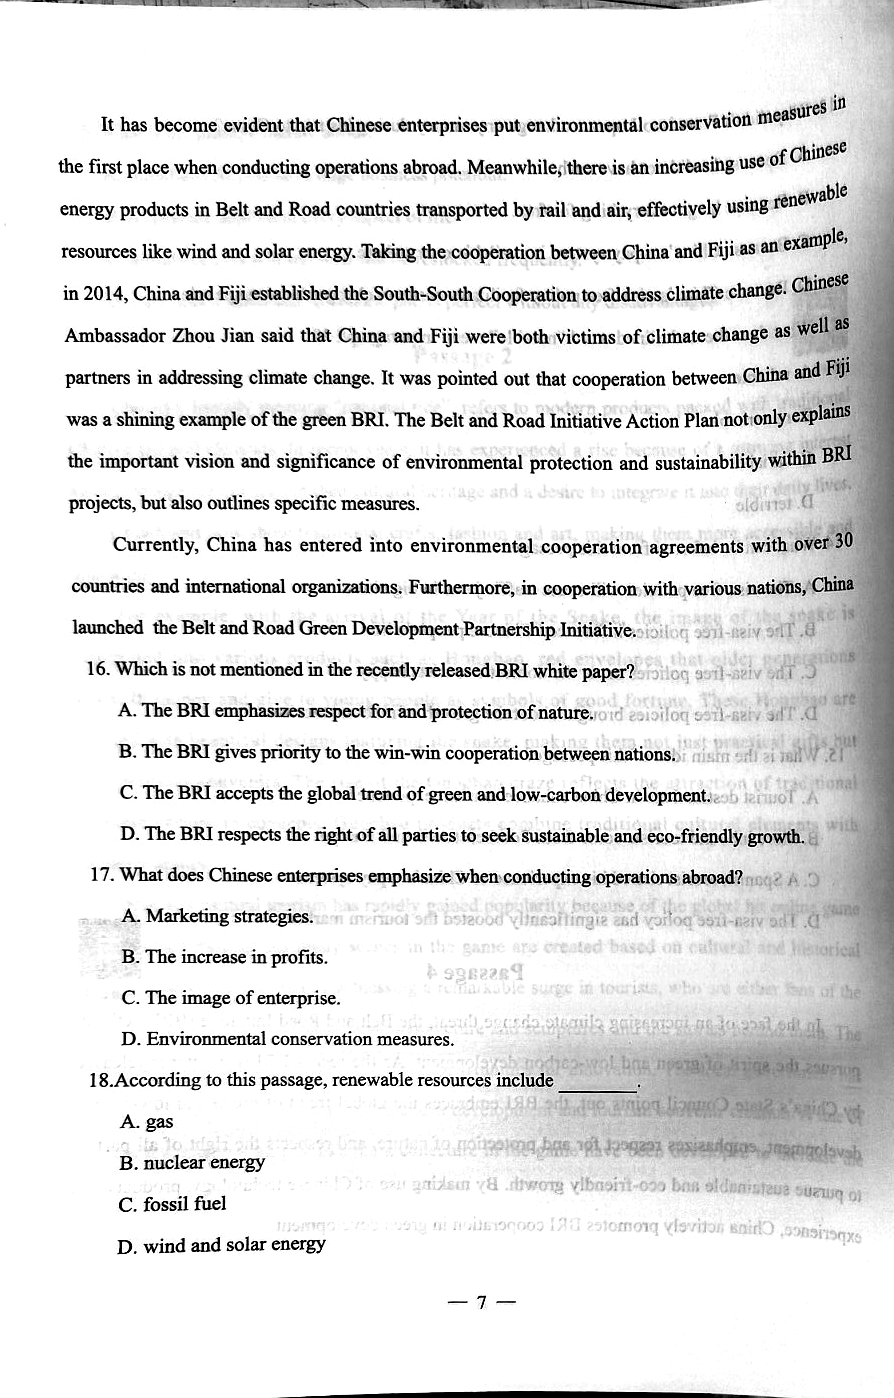 It has become evident that Chinese enterprises put environmental conservation measures in
the first place when conducting operations abroad. Meanwhile, there is an increasing use of Chinese
energy products in Belt and Road countries transported by rail and air, effectively using renewable
resources like wind and solar energy. Taking the cooperation between China and Fiji as an example,
in 2014, China and Fiji established the South-South Cooperation to address climate change. Chinese
Ambassador Zhou Jian said that China and Fiji were both victims of climate change as well as
partners in addressing climate change. It was pointed out that cooperation between China and Fiji
was a shining example of the green BRI. The Belt and Road Initiative Action Plan not only explains
the important vision and significance of environmental protection and sustainability within BRI
projects, but also outlines specific measures.
Currently, China has entered into environmental cooperation agreements with over 30
countries and international organizations. Furthermore, in cooperation with various nations, China
launched the Belt and Road Green Development Partnership Initiative.
16. Which is not mentioned in the recently released BRI white paper?
A. The BRI emphasizes respect for and protection of nature.
B. The BRI gives priority to the win-win cooperation between nations.
C. The BRI accepts the global trend of green and low-carbon development.
D. The BRI respects the right of all parties to seek sustainable and eco-friendly growth.
17. What does Chinese enterprises emphasize when conducting operations abroad?
A. Marketing strategies.
B. The increase in profits.
C. The image of enterprise.
D. Environmental conservation measures.
18.According to this passage, renewable resources include ________.
A. gas
B. nuclear energy
C. fossil fuel
D. wind and solar energy
— 7 —